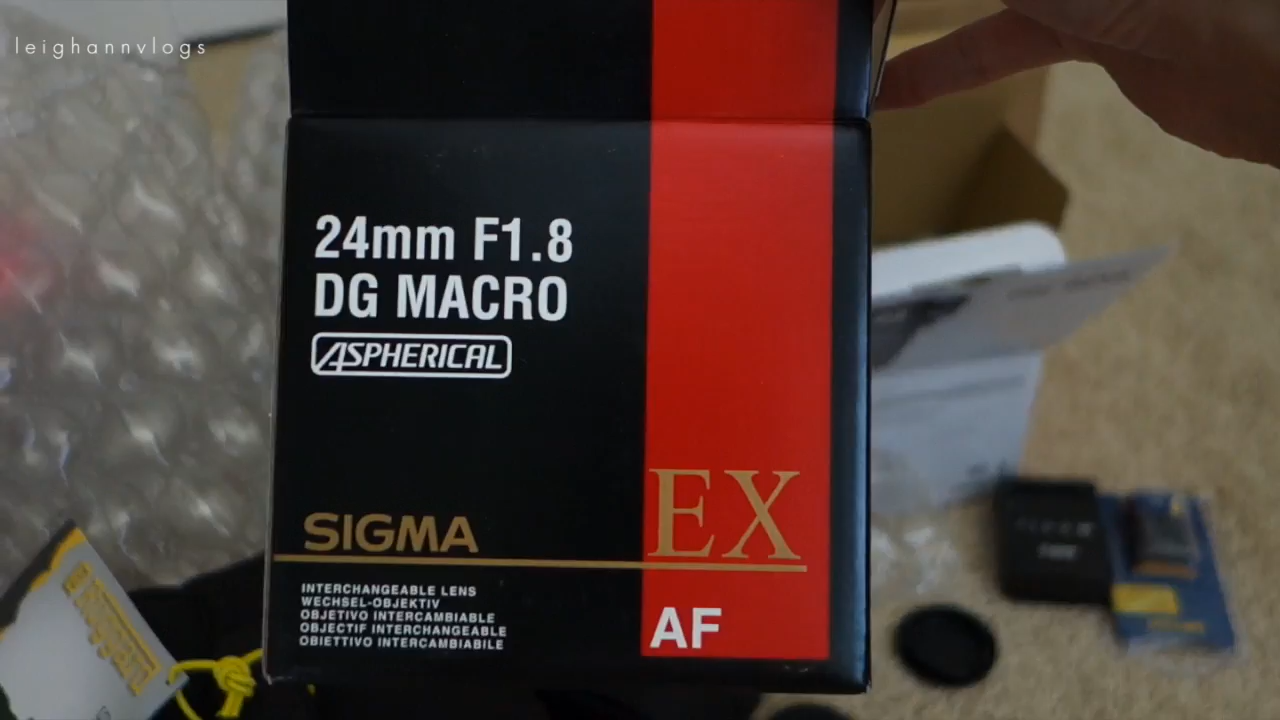 leighannvlogs
24mm F1.8
DG MACRO
ASPHERICAL
SIGMA
EX
INTERCHANGEABLE LENS
WECHSEL-OBJEKTIV
OBJETIVO INTERCAMBIABLE
OBJECTIF INTERCHANGEABLE
OBIETTIVO INTERCAMBIABILE
AF